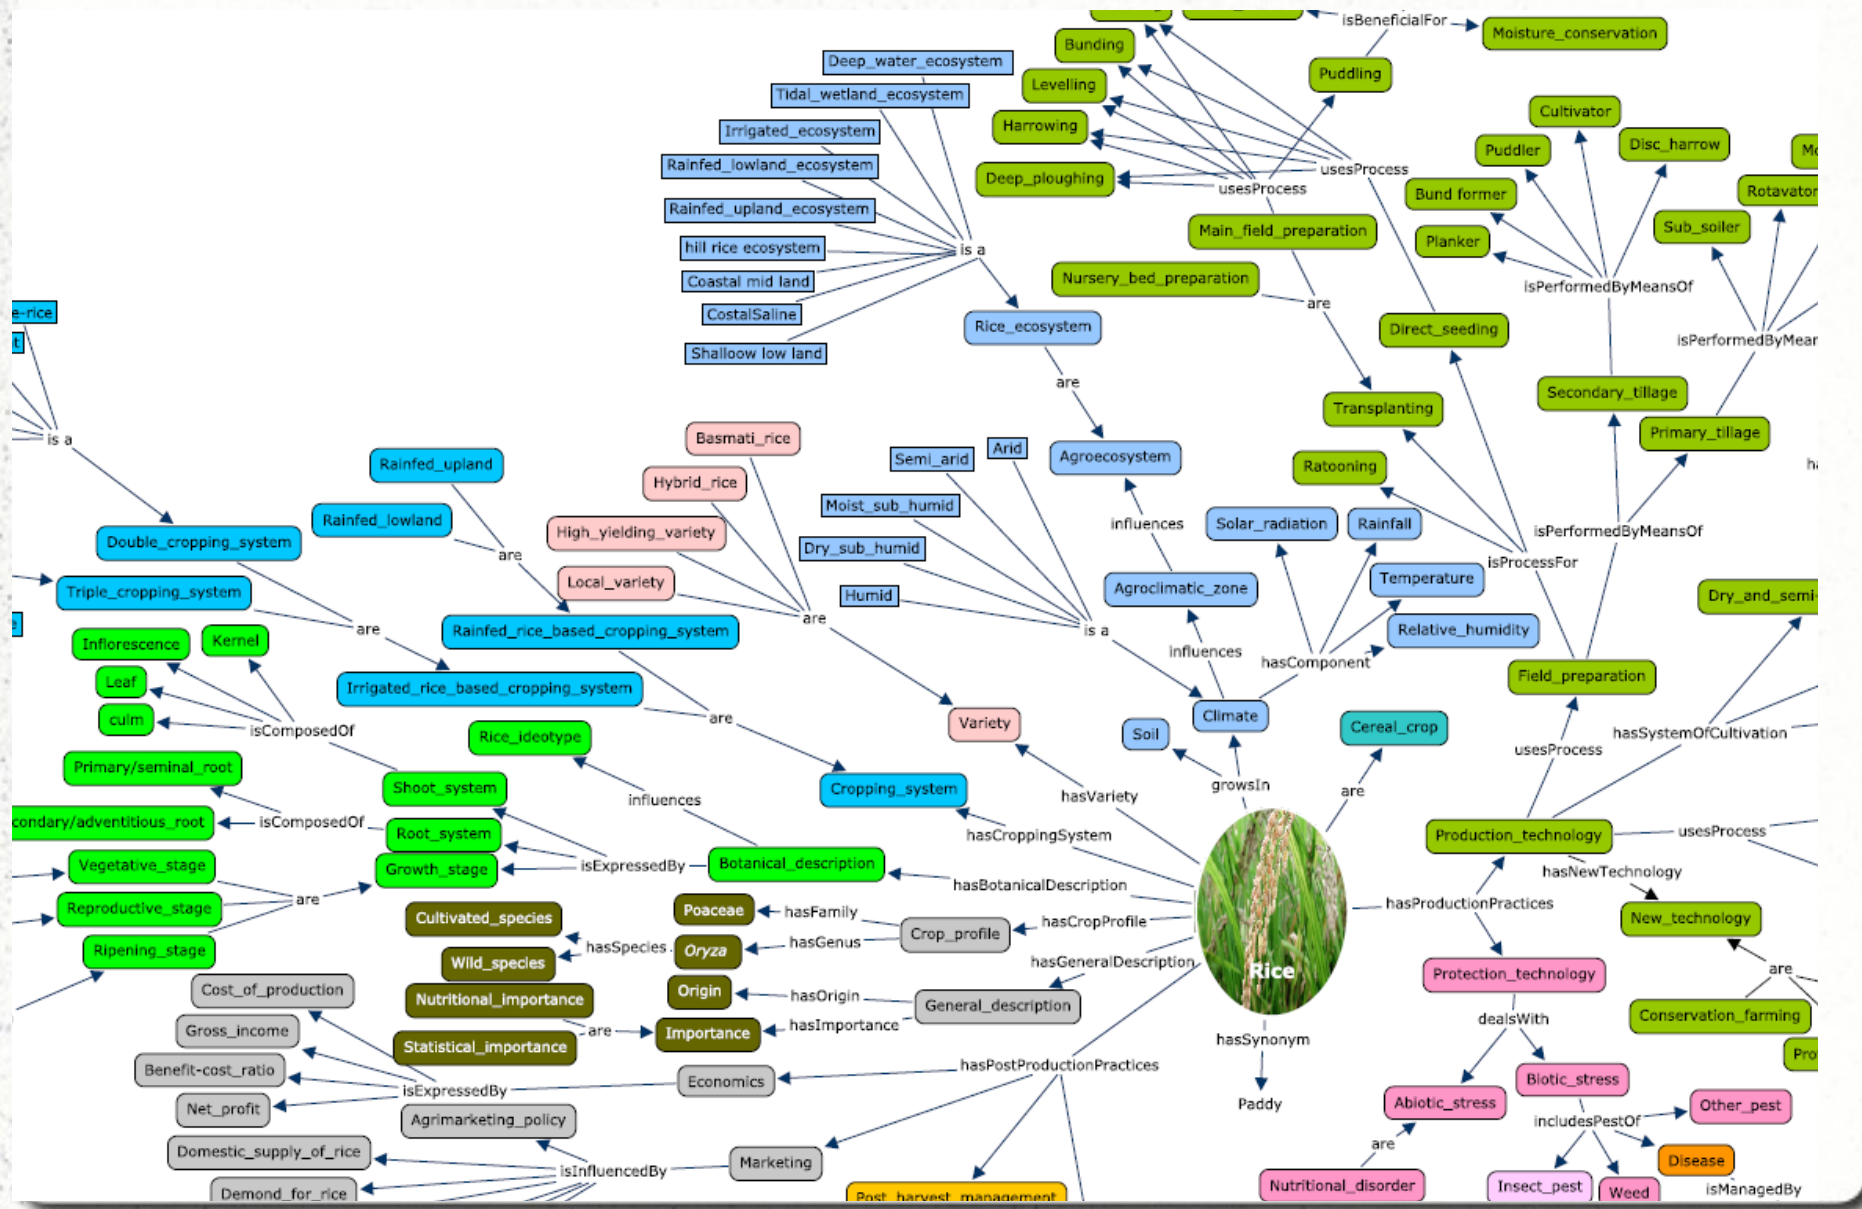 isBeneficialFor
Moisture_conservation
Bunding
Deep_water_ecosystem
Puddling
Levelling
Tidal_wetland_ecosystem
Cultivator
Harrowing
Irrigated_ecosystem
Puddler
Disc_harrow
Rainfed_lowland_ecosystem
usesProcess
Deep_ploughing
usesProcess
Bund former
Rotavator
Rainfed_upland_ecosystem
Main_field_preparation
Sub_soiler
Planker
hill rice ecosystem
is a
Nursery_bed_preparation
Coastal mid land
isPerformedByMeansOf
are
CostalSaline
e-rice
Rice_ecosystem
Direct_seeding
isPerformedByMear
Shalloow low land
are
Secondary_tillage
Transplanting
Primary_tillage
is a
Basmati_rice
Arid
Semi_arid
Agroecosystem
Rainfed_upland
Ratooning
Hybrid_rice
Moist_sub_humid
Rainfed_lowland
influences
Solar_radiation
Rainfall
High_yielding_variety
isPerformedByMeansOf
Double_cropping_system
are
Dry_sub_humid
isProcessFor
Local_variety
Agroclimatic_zone
Temperature
Triple_cropping_system
Humid
Dry_and_semi-
are
are
Rainfed_rice_based_cropping_system
is a
Relative_humidity
Inflorescence
Kernel
influences
hasComponent
Leaf
Irrigated_rice_based_cropping_system
Field_preparation
culm
isComposedOf
are
Variety
Climate
Soil
Cereal_crop
hasSystemOfCultivation
Rice_ideotype
usesProcess
Primary/seminal_root
Shoot_system
influences
Cropping_system
hasVariety
growsIn
are
condary/adventitious_root
isComposedOf
Root_system
hasCroppingSystem
Production_technology
usesProcess
Vegetative_stage
Growth_stage
isExpressedBy
Botanical_description
hasBotanicalDescription
hasNewTechnology
are
Reproductive_stage
Cultivated_species
Poaceae
hasFamily
Crop_profile
hasCropProfile
hasProductionPractices
New_technology
Ripening_stage
hasSpecies
Oryza
hasGenus
Wild_species
hasGeneralDescription
Rice
Protection_technology
are
Cost_of_production
Nutritional_importance
Origin
hasOrigin
General_description
Gross_income
are
Importance
hasImportance
Conservation_farming
Statistical_importance
dealsWith
hasSynonym
Benefit-cost_ratio
isExpressedBy
Economics
hasPostProductionPractices
Biotic_stress
Net_profit
Paddy
Abiotic_stress
Other_pest
Agrimarketing_policy
includesPestOf
are
Domestic_supply_of_rice
isInfluencedBy
Marketing
Disease
Demond_for_rice
Post_harvest_management
Nutritional_disorder
Insect_pest
Weed
isManagedBy